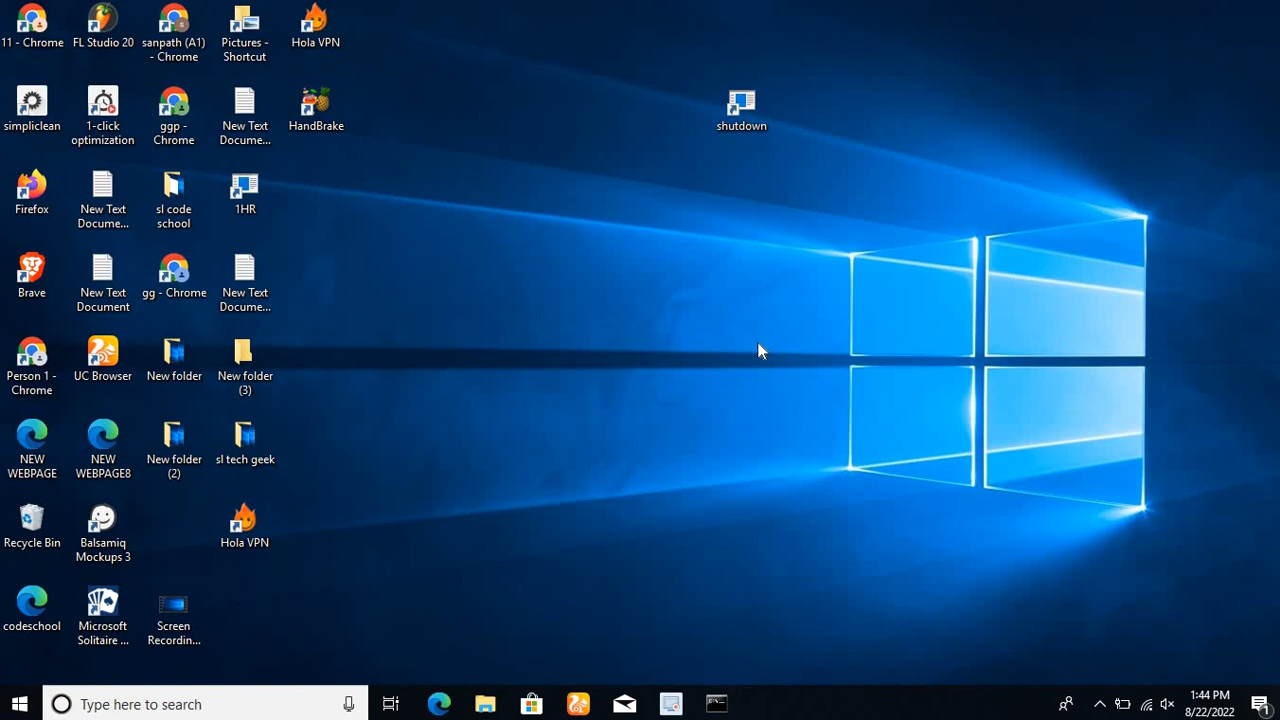 11 - Chrome
FL Studio 20
sanpath (A1)
- Chrome
Pictures -
Shortcut
Hola VPN
simpliclean
1-click
optimization
ggp -
Chrome
New Text
Docume...
HandBrake
shutdown
Firefox
New Text
Docume...
sl code
school
1HR
Brave
New Text
Document
gg - Chrome
New Text
Docume...
Person 1 -
Chrome
UC Browser
New folder
New folder
(3)
NEW
WEBPAGE
NEW
WEBPAGE8
New folder
(2)
sl tech geek
Recycle Bin
Balsamiq
Mockups 3
Hola VPN
codeschool
Microsoft
Solitaire ...
Screen
Recordin...
Type here to search
1:44 PM
8/22/2022
1